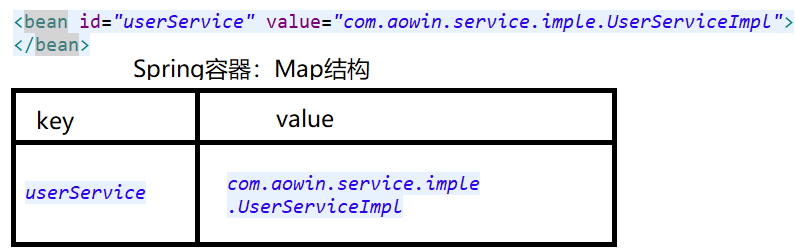 <bean id="userService" value="com.aowin.service.imple.UserServiceImpl">
</bean>
Spring容器：Map结构
key value
userService com.aowin.service.imple
.UserServiceImpl